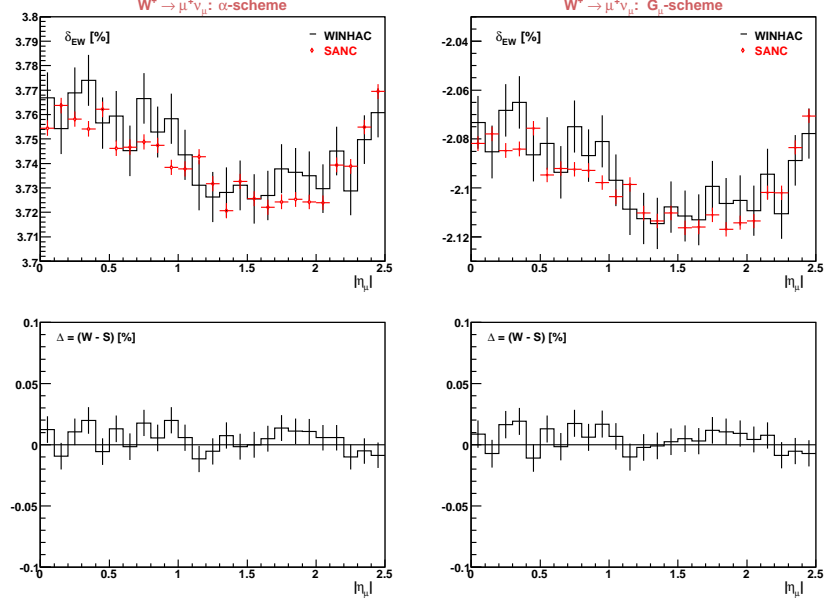 W⁺ → μ⁺ν_μ: α-scheme
δ_EW [%]
WINHAC
SANC
3.8
3.79
3.78
3.77
3.76
3.75
3.74
3.73
3.72
3.71
3.7
0 0.5 1 1.5 2 2.5
|η_μ|
W⁺ → μ⁺ν_μ: G_μ-scheme
δ_EW [%]
WINHAC
SANC
-2.04
-2.06
-2.08
-2.1
-2.12
0 0.5 1 1.5 2 2.5
|η_μ|
Δ = (W - S) [%]
0.1
0.05
0
-0.05
-0.1
0 0.5 1 1.5 2 2.5
|η_μ|
Δ = (W - S) [%]
0.1
0.05
0
-0.05
-0.1
0 0.5 1 1.5 2 2.5
|η_μ|